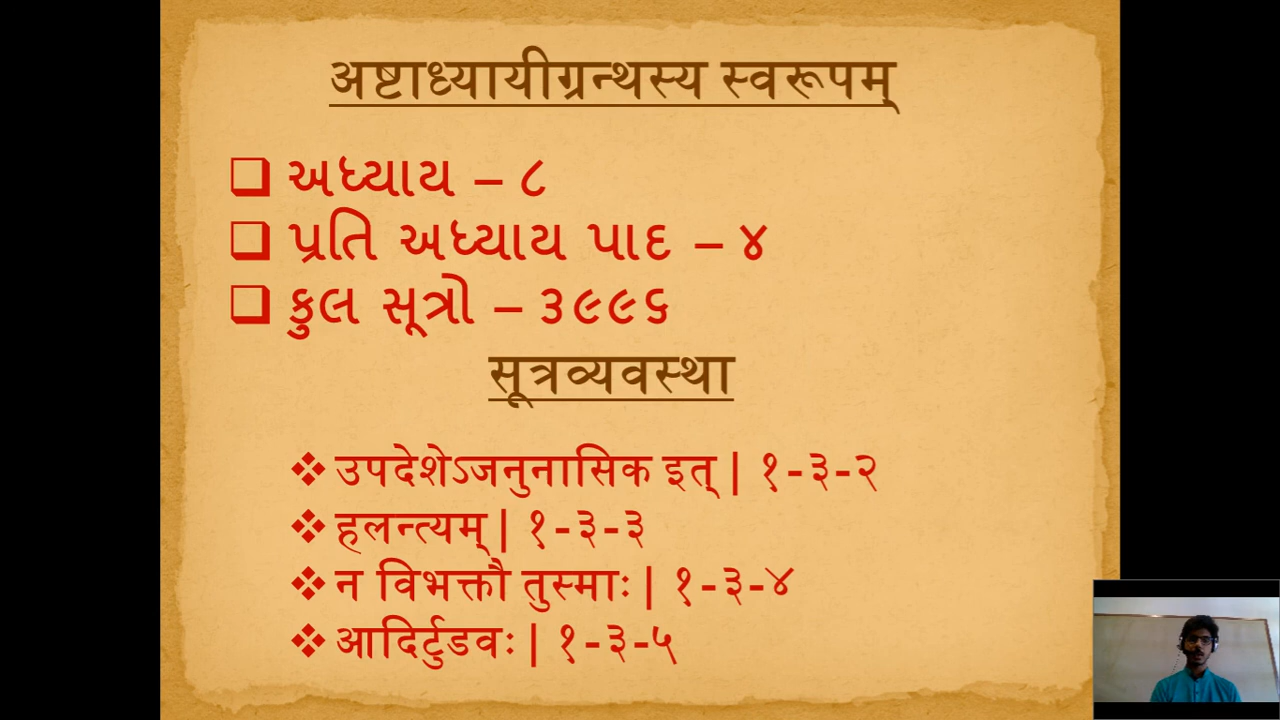 अष्टाध्यायीग्रन्थस्य स्वरूपम्
અધ્યાય – ૮
પ્રતિ અધ્યાય પાદ – ૪
કુલ સૂત્રો – ૩૯૯૬
सूत्रव्यवस्था
उपदेशेऽजनुनासिक इत् | १-३-२
हलन्त्यम् | १-३-३
न विभक्तौ तुस्माः | १-३-४
आदिर्टुडवः | १-३-५